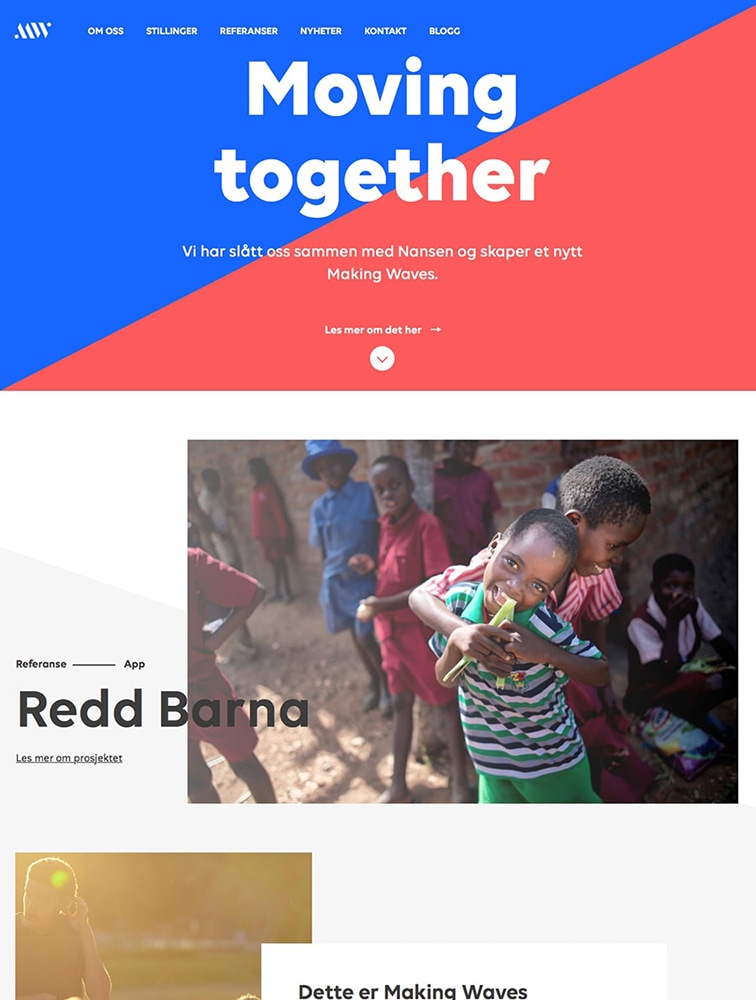 MW
OM OSS
STILLINGER
REFERANSER
NYHETER
KONTAKT
BLOGG
Moving
together
Vi har slått oss sammen med Nansen og skaper et nytt
Making Waves.
Les mer om det her →
Referanse
App
Redd Barna
Les mer om prosjektet
Dette er Making Waves